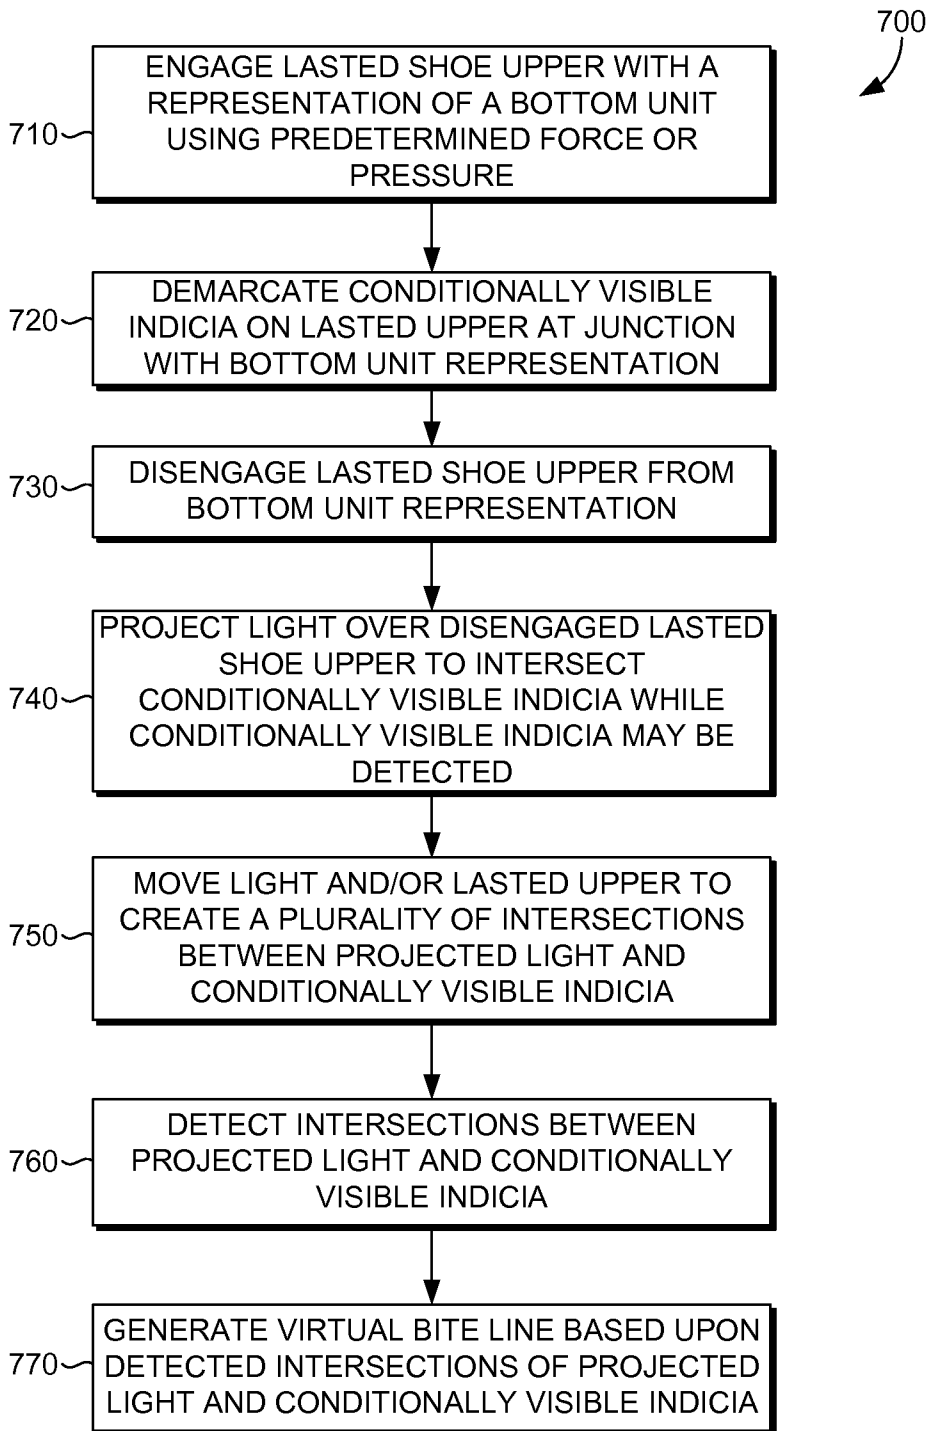 700
ENGAGE LASTED SHOE UPPER WITH A
REPRESENTATION OF A BOTTOM UNIT
USING PREDETERMINED FORCE OR
PRESSURE
710
DEMARCATE CONDITIONALLY VISIBLE
INDICIA ON LASTED UPPER AT JUNCTION
WITH BOTTOM UNIT REPRESENTATION
720
DISENGAGE LASTED SHOE UPPER FROM
BOTTOM UNIT REPRESENTATION
730
PROJECT LIGHT OVER DISENGAGED LASTED
SHOE UPPER TO INTERSECT
CONDITIONALLY VISIBLE INDICIA WHILE
CONDITIONALLY VISIBLE INDICIA MAY BE
DETECTED
740
MOVE LIGHT AND/OR LASTED UPPER TO
CREATE A PLURALITY OF INTERSECTIONS
BETWEEN PROJECTED LIGHT AND
CONDITIONALLY VISIBLE INDICIA
750
DETECT INTERSECTIONS BETWEEN
PROJECTED LIGHT AND CONDITIONALLY
VISIBLE INDICIA
760
GENERATE VIRTUAL BITE LINE BASED UPON
DETECTED INTERSECTIONS OF PROJECTED
LIGHT AND CONDITIONALLY VISIBLE INDICIA
770